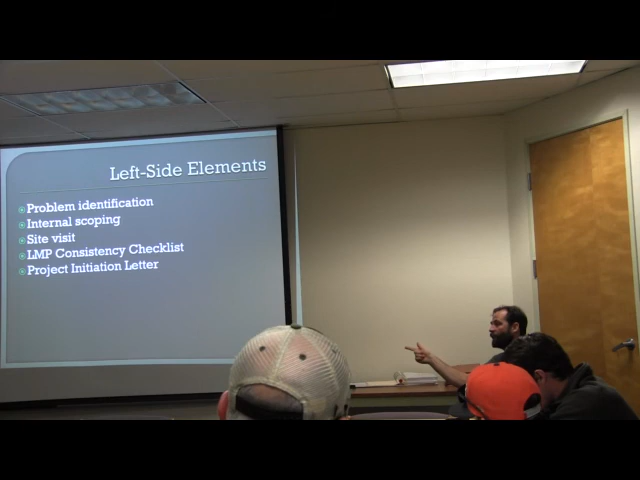 Left-Side Elements
Problem identification
Internal scoping
Site visit
LMP Consistency Checklist
Project Initiation Letter